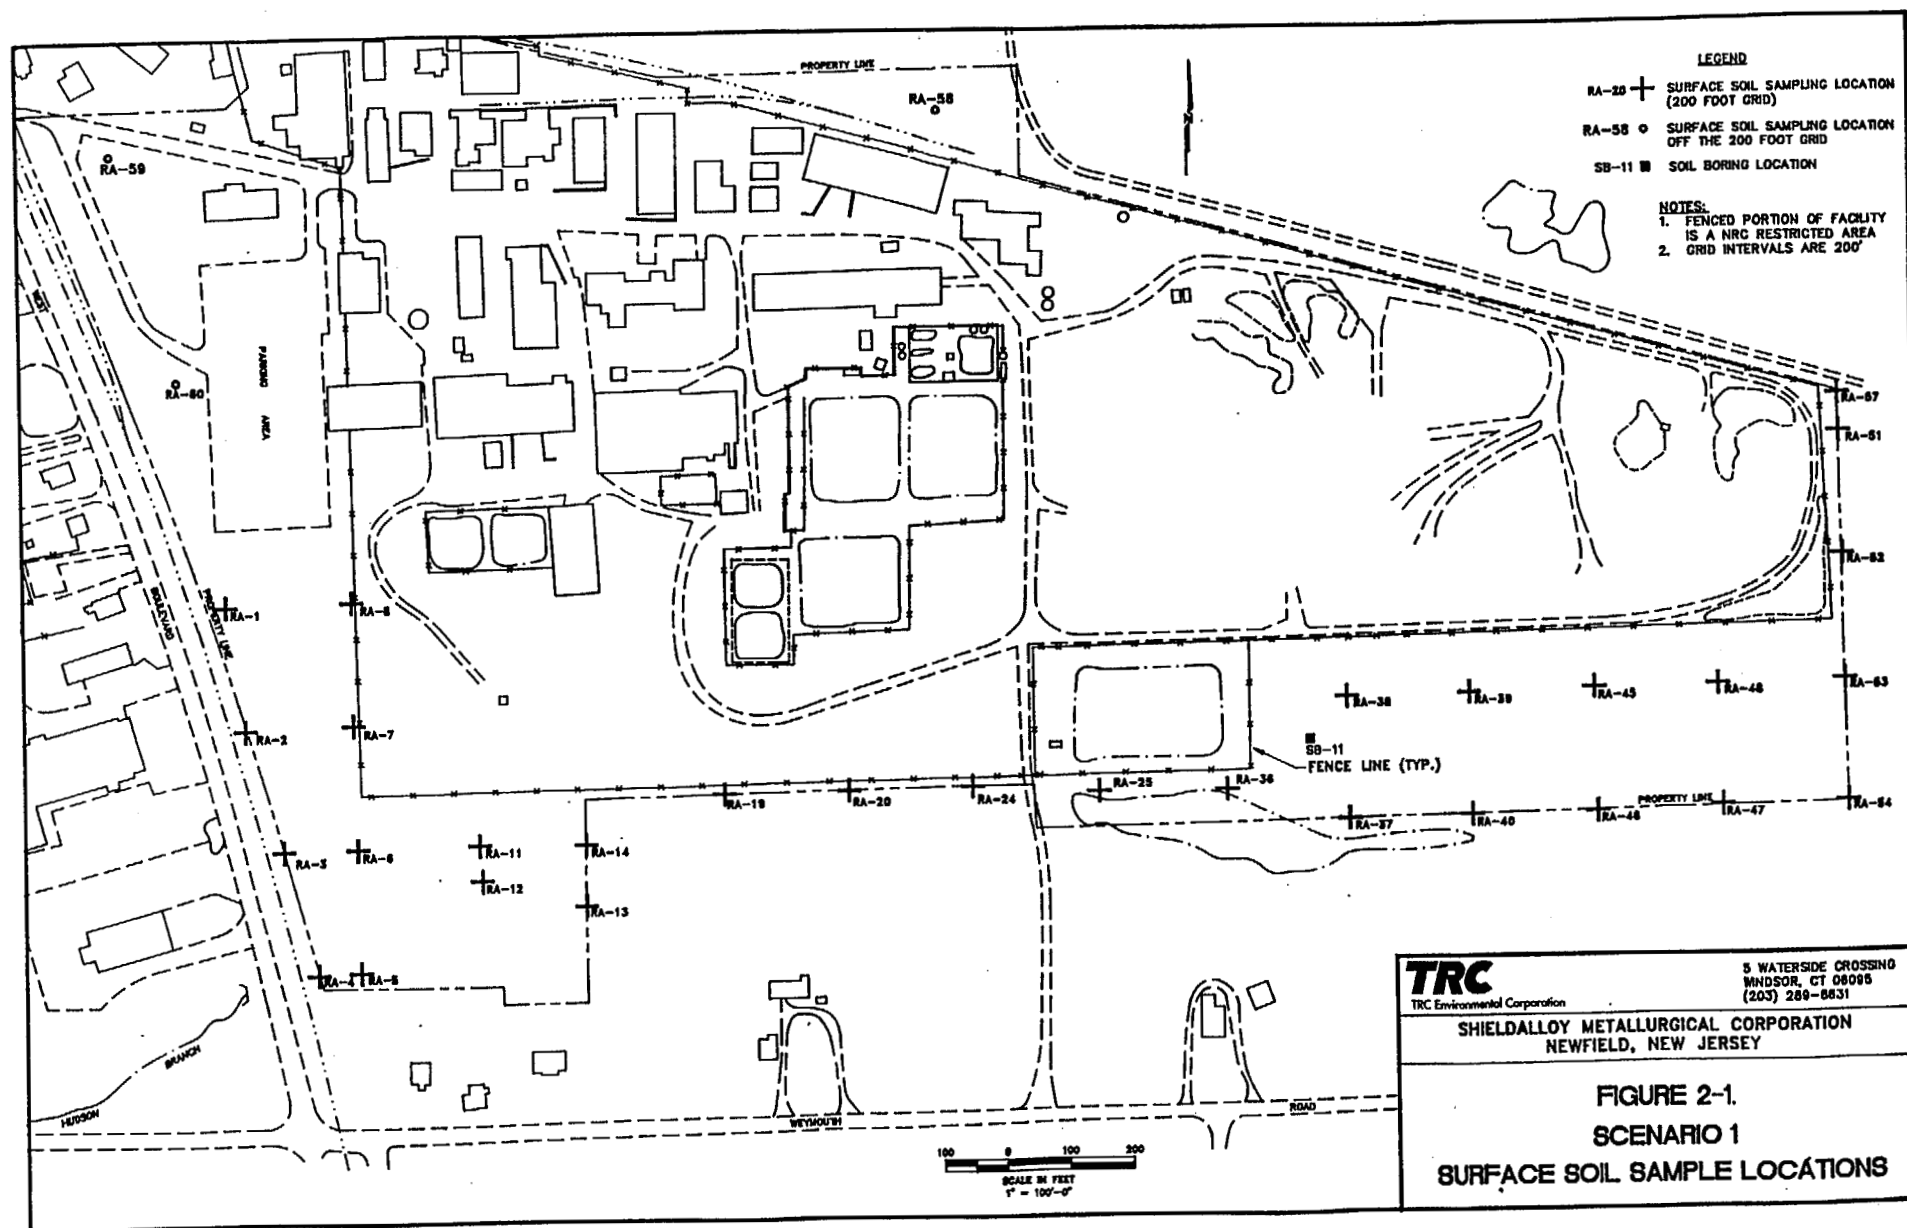 PROPERTY LINE
RA-58
LEGEND
RA-26 SURFACE SOIL SAMPLING LOCATION
(200 FOOT GRID)
RA-58 SURFACE SOIL SAMPLING LOCATION
OFF THE 200 FOOT GRID
SB-11 SOIL BORING LOCATION
NOTES:
1. FENCED PORTION OF FACILITY
IS A NRC RESTRICTED AREA
2. GRID INTERVALS ARE 200'
RA-59
RA-60
PARKING AREA
WEST
BOULEVARD
PROPERTY LINE
RA-57
RA-51
RA-52
RA-1
RA-8
RA-2
RA-7
RA-38
RA-39
RA-45
RA-48
RA-53
SB-11
FENCE LINE (TYP.)
RA-19
RA-20
RA-24
RA-25
RA-36
RA-37
RA-40
RA-46
PROPERTY LINE
RA-47
RA-54
RA-3
RA-6
RA-11
RA-12
RA-14
RA-13
RA-4
RA-5
HUDSON
BRANCH
WEYMOUTH
ROAD
100 0 100 200
SCALE IN FEET
1" = 100'-0"
TRC
TRC Environmental Corporation
5 WATERSIDE CROSSING
WINDSOR, CT 06095
(203) 289-8631
SHIELDALLOY METALLURGICAL CORPORATION
NEWFIELD, NEW JERSEY
FIGURE 2-1.
SCENARIO 1
SURFACE SOIL SAMPLE LOCATIONS